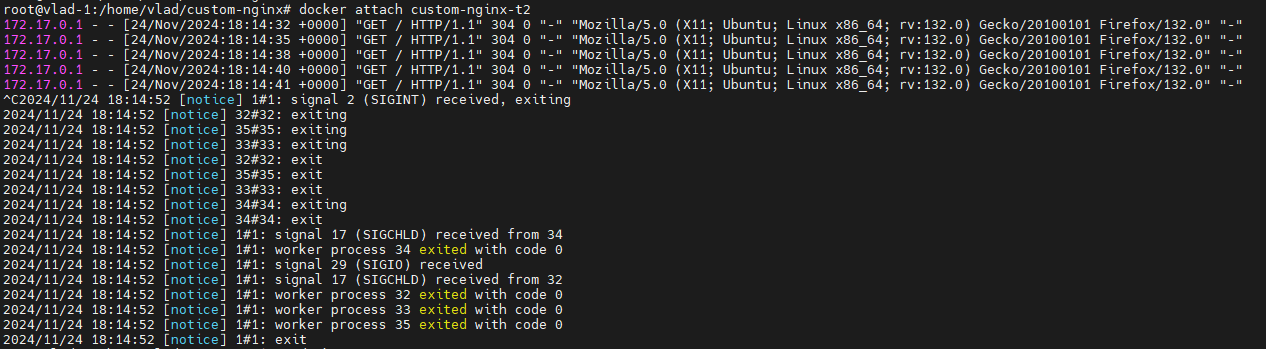 root@vlad-1:/home/vlad/custom-nginx# docker attach custom-nginx-t2
172.17.0.1 - - [24/Nov/2024:18:14:32 +0000] "GET / HTTP/1.1" 304 0 "-" "Mozilla/5.0 (X11; Ubuntu; Linux x86_64; rv:132.0) Gecko/20100101 Firefox/132.0" "-"
172.17.0.1 - - [24/Nov/2024:18:14:35 +0000] "GET / HTTP/1.1" 304 0 "-" "Mozilla/5.0 (X11; Ubuntu; Linux x86_64; rv:132.0) Gecko/20100101 Firefox/132.0" "-"
172.17.0.1 - - [24/Nov/2024:18:14:38 +0000] "GET / HTTP/1.1" 304 0 "-" "Mozilla/5.0 (X11; Ubuntu; Linux x86_64; rv:132.0) Gecko/20100101 Firefox/132.0" "-"
172.17.0.1 - - [24/Nov/2024:18:14:40 +0000] "GET / HTTP/1.1" 304 0 "-" "Mozilla/5.0 (X11; Ubuntu; Linux x86_64; rv:132.0) Gecko/20100101 Firefox/132.0" "-"
172.17.0.1 - - [24/Nov/2024:18:14:41 +0000] "GET / HTTP/1.1" 304 0 "-" "Mozilla/5.0 (X11; Ubuntu; Linux x86_64; rv:132.0) Gecko/20100101 Firefox/132.0" "-"
^C2024/11/24 18:14:52 [notice] 1#1: signal 2 (SIGINT) received, exiting
2024/11/24 18:14:52 [notice] 32#32: exiting
2024/11/24 18:14:52 [notice] 35#35: exiting
2024/11/24 18:14:52 [notice] 33#33: exiting
2024/11/24 18:14:52 [notice] 32#32: exit
2024/11/24 18:14:52 [notice] 35#35: exit
2024/11/24 18:14:52 [notice] 33#33: exit
2024/11/24 18:14:52 [notice] 34#34: exiting
2024/11/24 18:14:52 [notice] 34#34: exit
2024/11/24 18:14:52 [notice] 1#1: signal 17 (SIGCHLD) received from 34
2024/11/24 18:14:52 [notice] 1#1: worker process 34 exited with code 0
2024/11/24 18:14:52 [notice] 1#1: signal 29 (SIGIO) received
2024/11/24 18:14:52 [notice] 1#1: signal 17 (SIGCHLD) received from 32
2024/11/24 18:14:52 [notice] 1#1: worker process 32 exited with code 0
2024/11/24 18:14:52 [notice] 1#1: worker process 33 exited with code 0
2024/11/24 18:14:52 [notice] 1#1: worker process 35 exited with code 0
2024/11/24 18:14:52 [notice] 1#1: exit